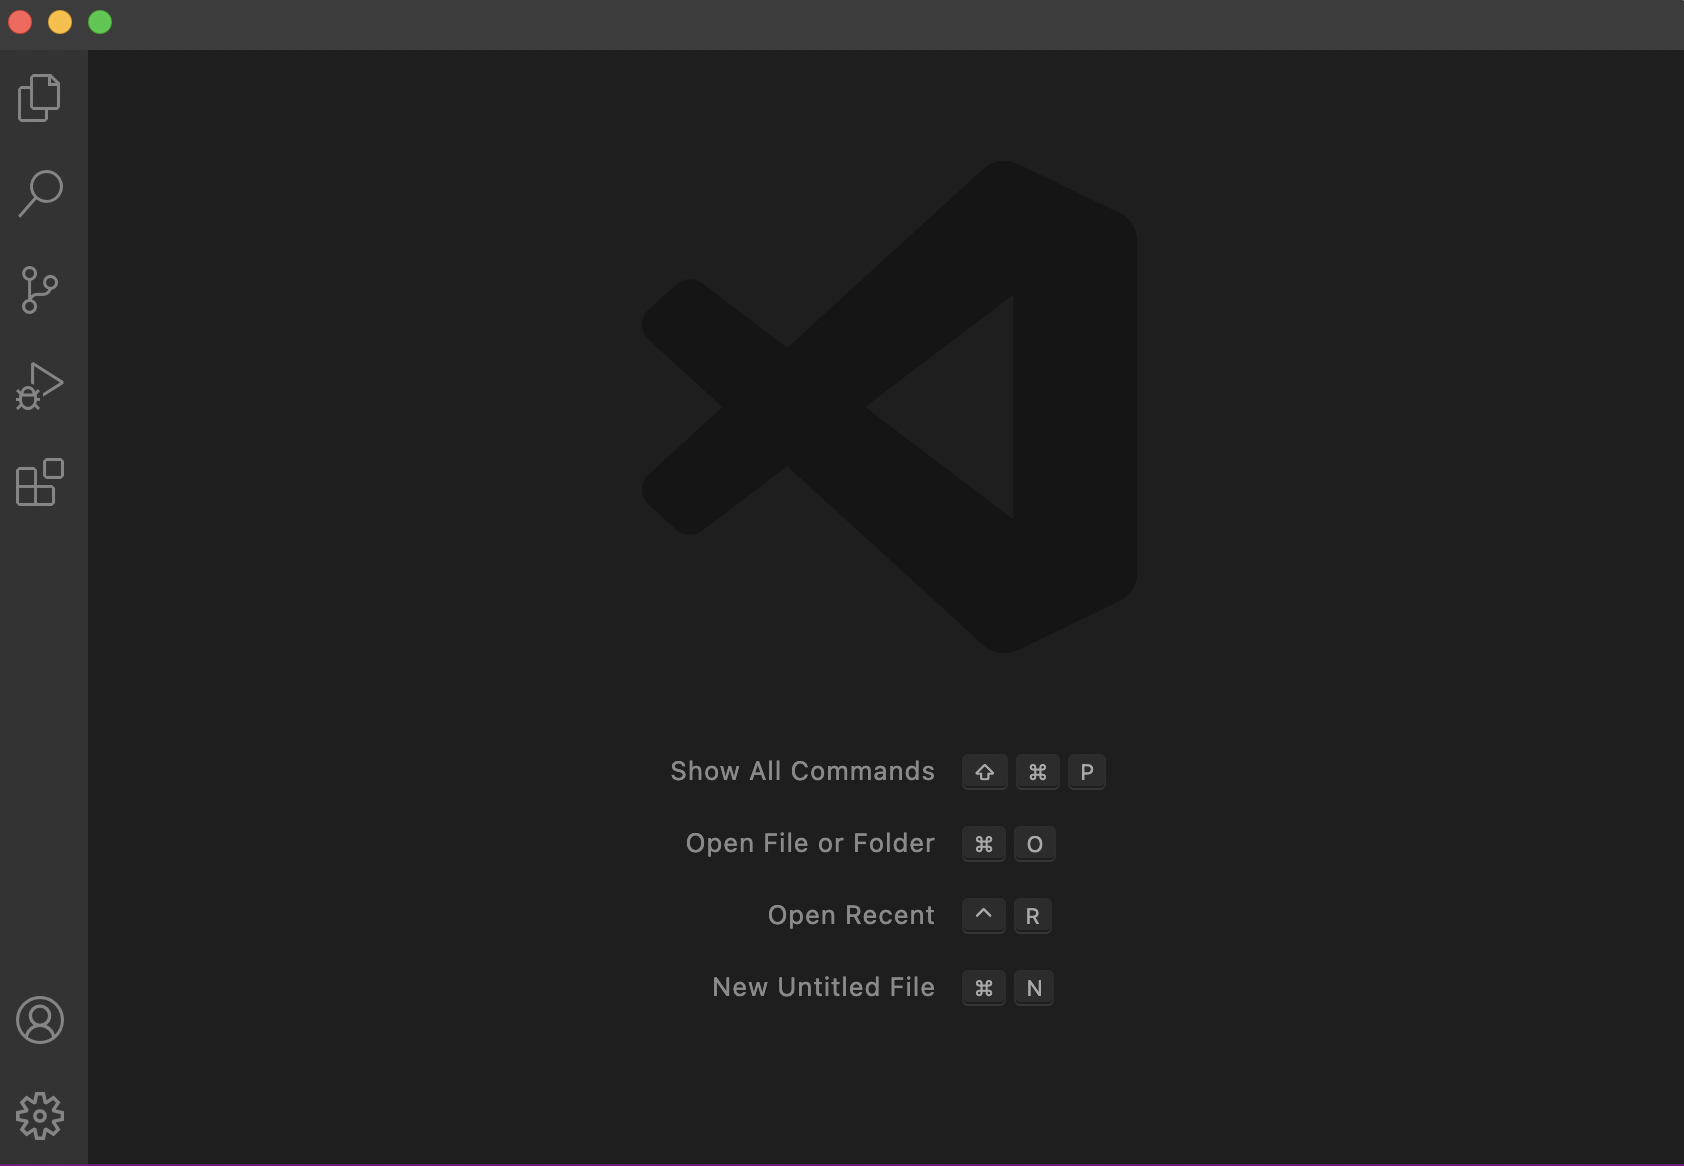 Show All Commands ⇧ ⌘ P
Open File or Folder ⌘ O
Open Recent ^ R
New Untitled File ⌘ N